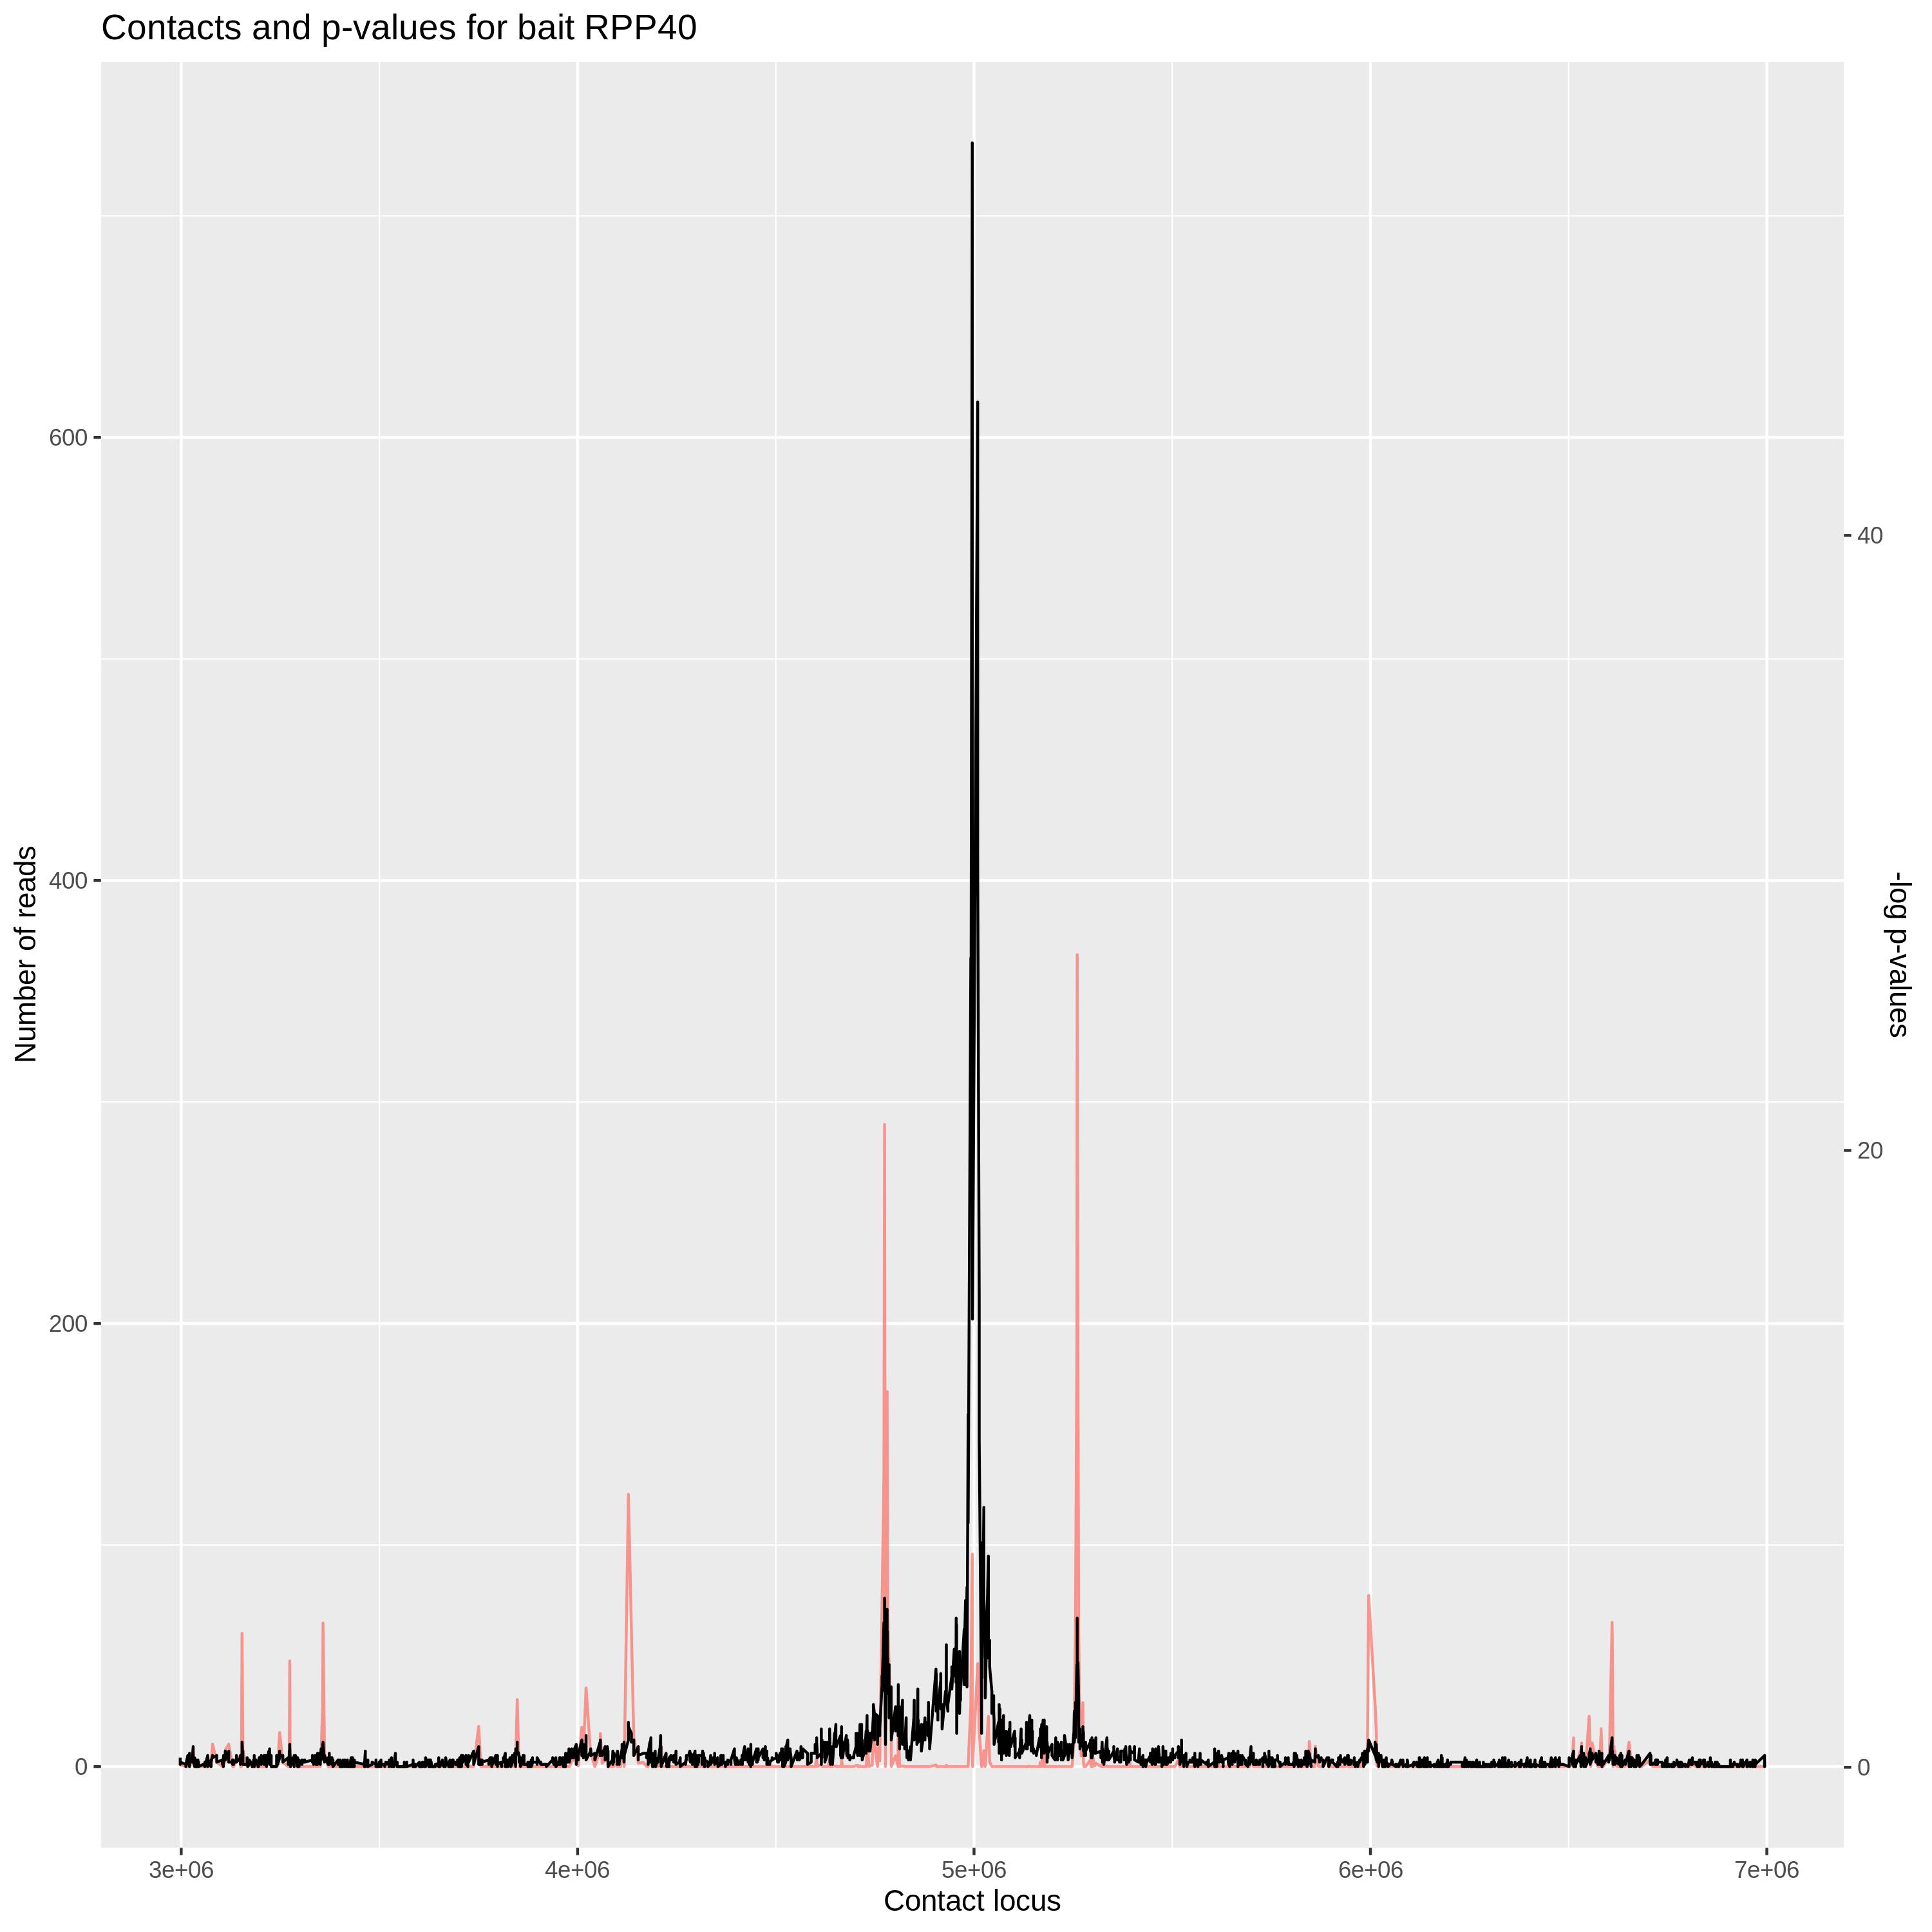 Contacts and p-values for bait RPP40
Number of reads
600
400
200
0
40
20
0
-log p-values
3e+06
4e+06
5e+06
6e+06
7e+06
Contact locus